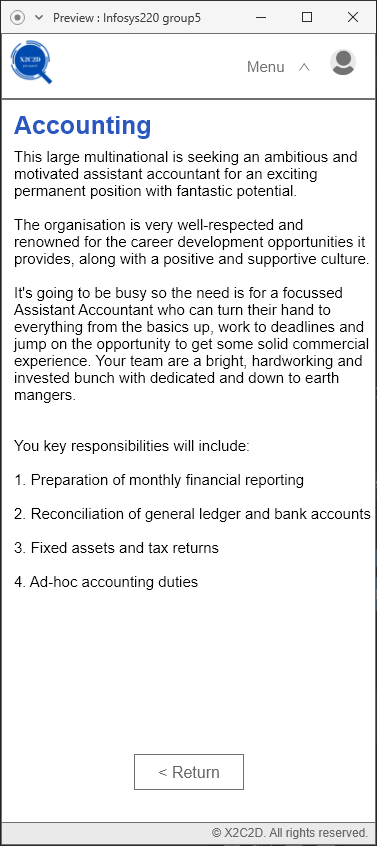 Preview : Infosys220 group5
X2C2D
Menu
Accounting
This large multinational is seeking an ambitious and
motivated assistant accountant for an exciting
permanent position with fantastic potential.
The organisation is very well-respected and
renowned for the career development opportunities it
provides, along with a positive and supportive culture.
It's going to be busy so the need is for a focussed
Assistant Accountant who can turn their hand to
everything from the basics up, work to deadlines and
jump on the opportunity to get some solid commercial
experience. Your team are a bright, hardworking and
invested bunch with dedicated and down to earth
mangers.
You key responsibilities will include:
1. Preparation of monthly financial reporting
2. Reconciliation of general ledger and bank accounts
3. Fixed assets and tax returns
4. Ad-hoc accounting duties
< Return
© X2C2D. All rights reserved.